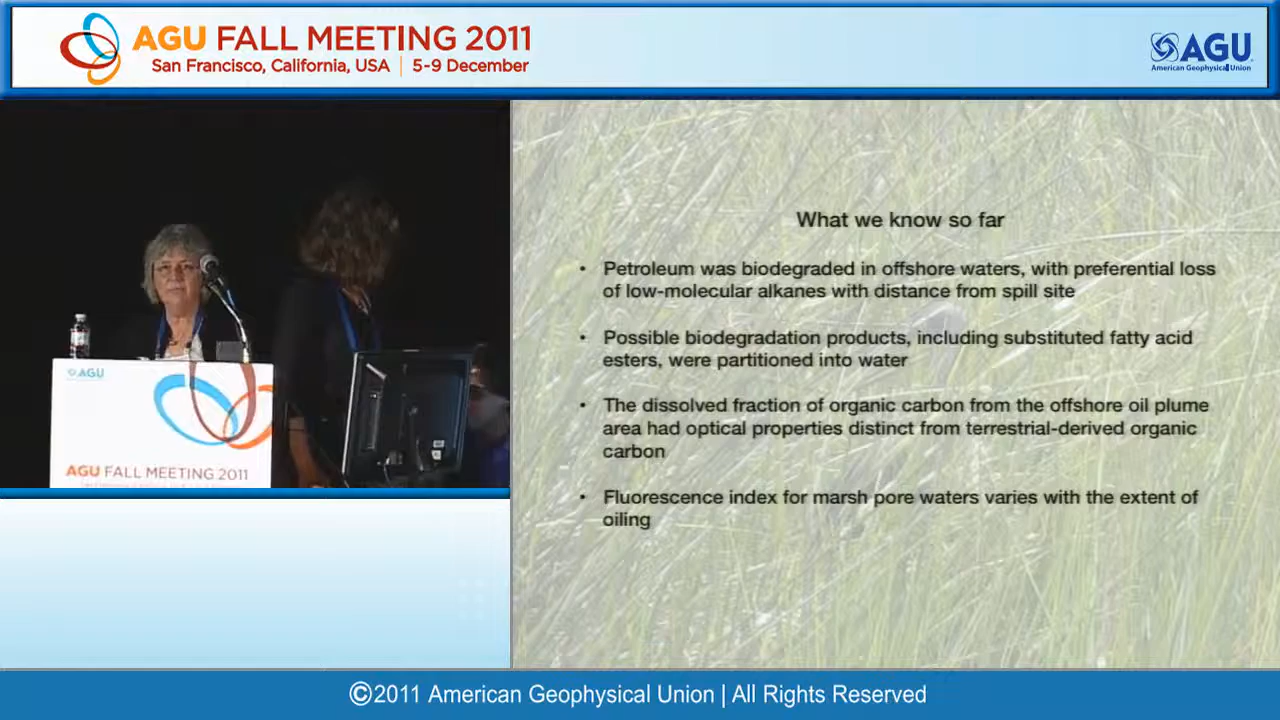 AGU FALL MEETING 2011
San Francisco, California, USA | 5-9 December
AGU
American Geophysical Union
What we know so far
• Petroleum was biodegraded in offshore waters, with preferential loss
of low-molecular alkanes with distance from spill site
• Possible biodegradation products, including substituted fatty acid
esters, were partitioned into water
• The dissolved fraction of organic carbon from the offshore oil plume
area had optical properties distinct from terrestrial-derived organic
carbon
• Fluorescence index for marsh pore waters varies with the extent of
oiling
AGU
AGU FALL MEETING 2011
©2011 American Geophysical Union | All Rights Reserved